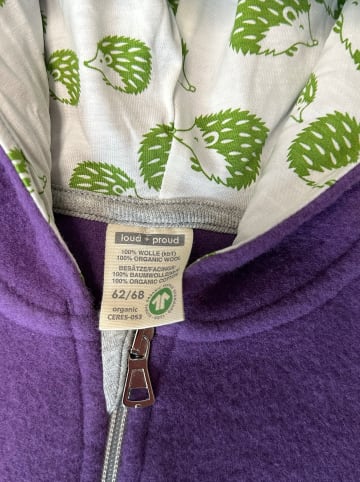 loud + proud
100% WOLLE (kbT)
100% ORGANIC WOOL
BESÄTZE/FACINGS
100% BAUMWOLLE (kbA)
100% ORGANIC COTTON
62/68
organic
CERES-053